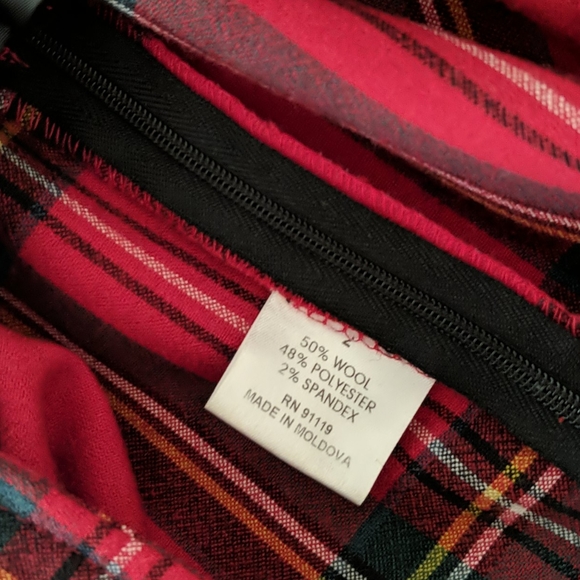 2
50% WOOL
48% POLYESTER
2% SPANDEX
RN 91119
MADE IN MOLDOVA